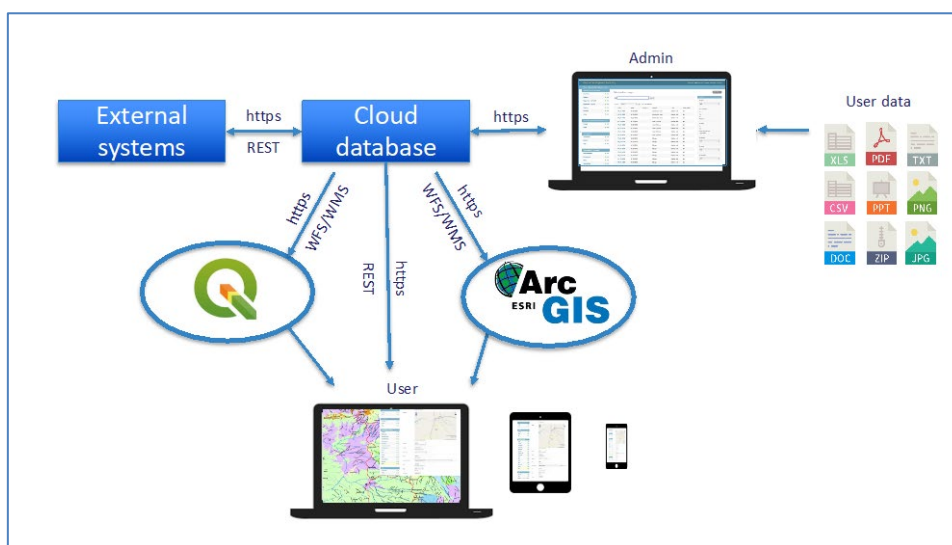 Admin
External
systems
https
REST
Cloud
database
https
User data
XLS
PDF
TXT
CSV
PPT
PNG
DOC
ZIP
JPG
https
WFS/WMS
REST
https
https
WFS/WMS
Arc
ESRI
GIS
User